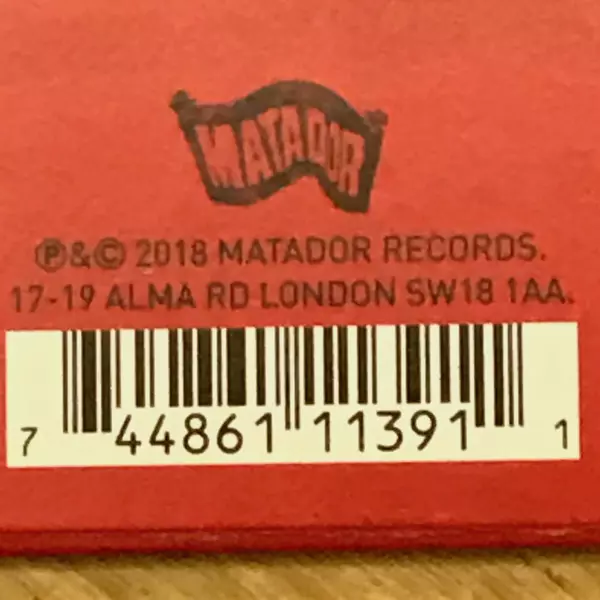 MATADOR
℗&© 2018 MATADOR RECORDS.
17-19 ALMA RD LONDON SW18 1AA.
7 44861 11391 1